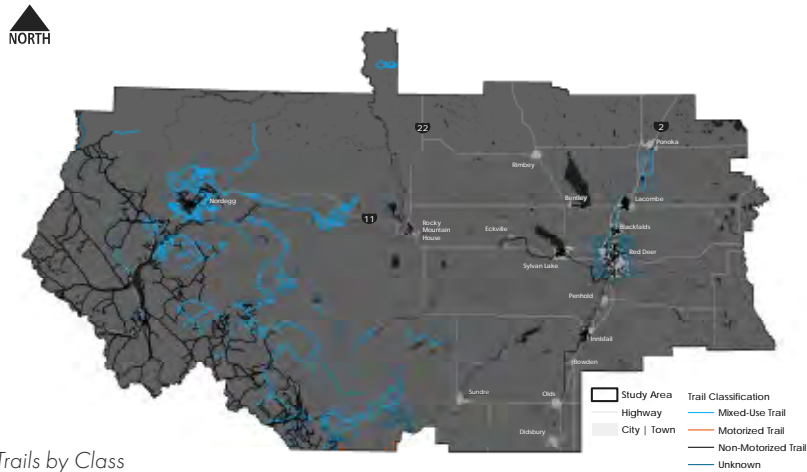 NORTH
22
2
Ponoka
Rimbey
Nordegg
Bentley
Lacombe
11
Rocky
Mountain
House
Eckville
Blackfalds
Red Deer
Sylvan Lake
Penhold
Innisfail
Bowden
Sundre
Olds
Didsbury
Study Area
Highway
City | Town
Trail Classification
Mixed-Use Trail
Motorized Trail
Non-Motorized Trail
Unknown
Trails by Class